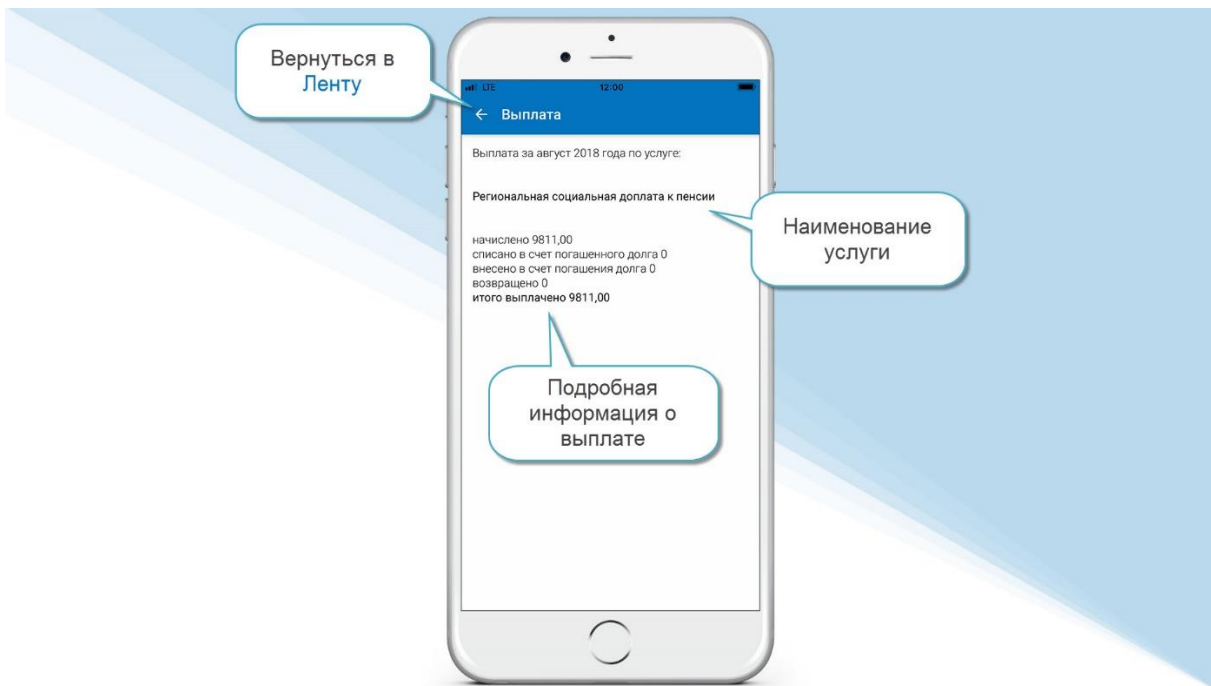 Вернуться в
Ленту
LTE 12:00
← Выплата
Выплата за август 2018 года по услуге:
Региональная социальная доплата к пенсии
Наименование
услуги
начислено 9811,00
списано в счет погашенного долга 0
внесено в счет погашения долга 0
возвращено 0
итого выплачено 9811,00
Подробная
информация о
выплате